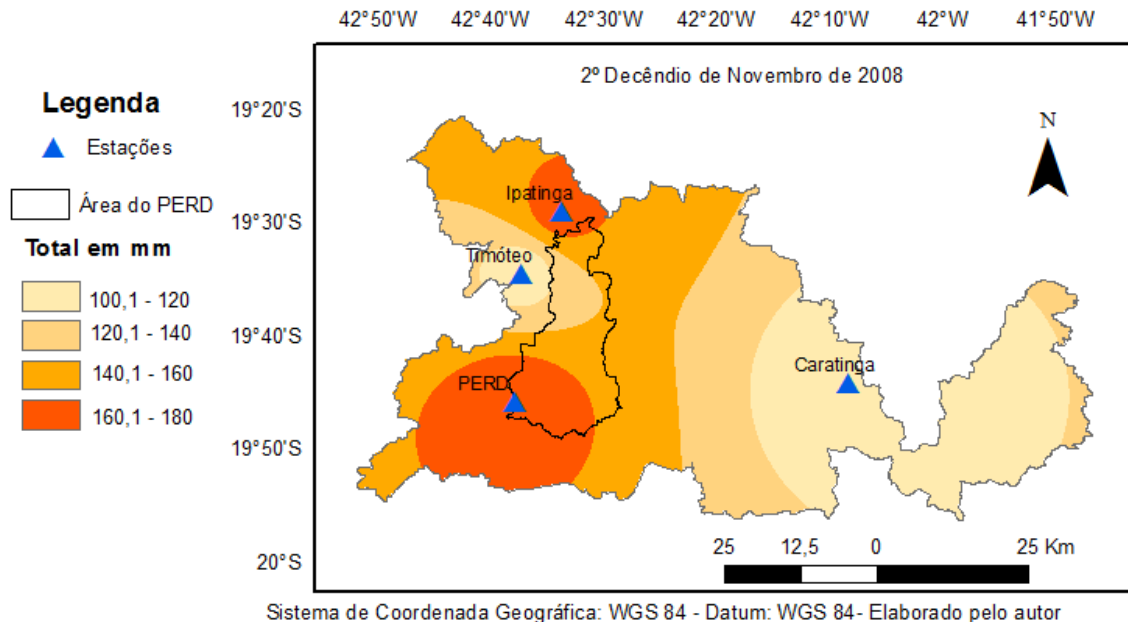 42°50'W 42°40'W 42°30'W 42°20'W 42°10'W 42°W 41°50'W
2º Decêndio de Novembro de 2008
Legenda
Estações
Área do PERD
Total em mm
100,1 - 120
120,1 - 140
140,1 - 160
160,1 - 180
19°20'S
19°30'S
19°40'S
19°50'S
20°S
N
Ipatinga
Timóteo
PERD
Caratinga
25 12,5 0 25 Km
Sistema de Coordenada Geográfica: WGS 84 - Datum: WGS 84- Elaborado pelo autor